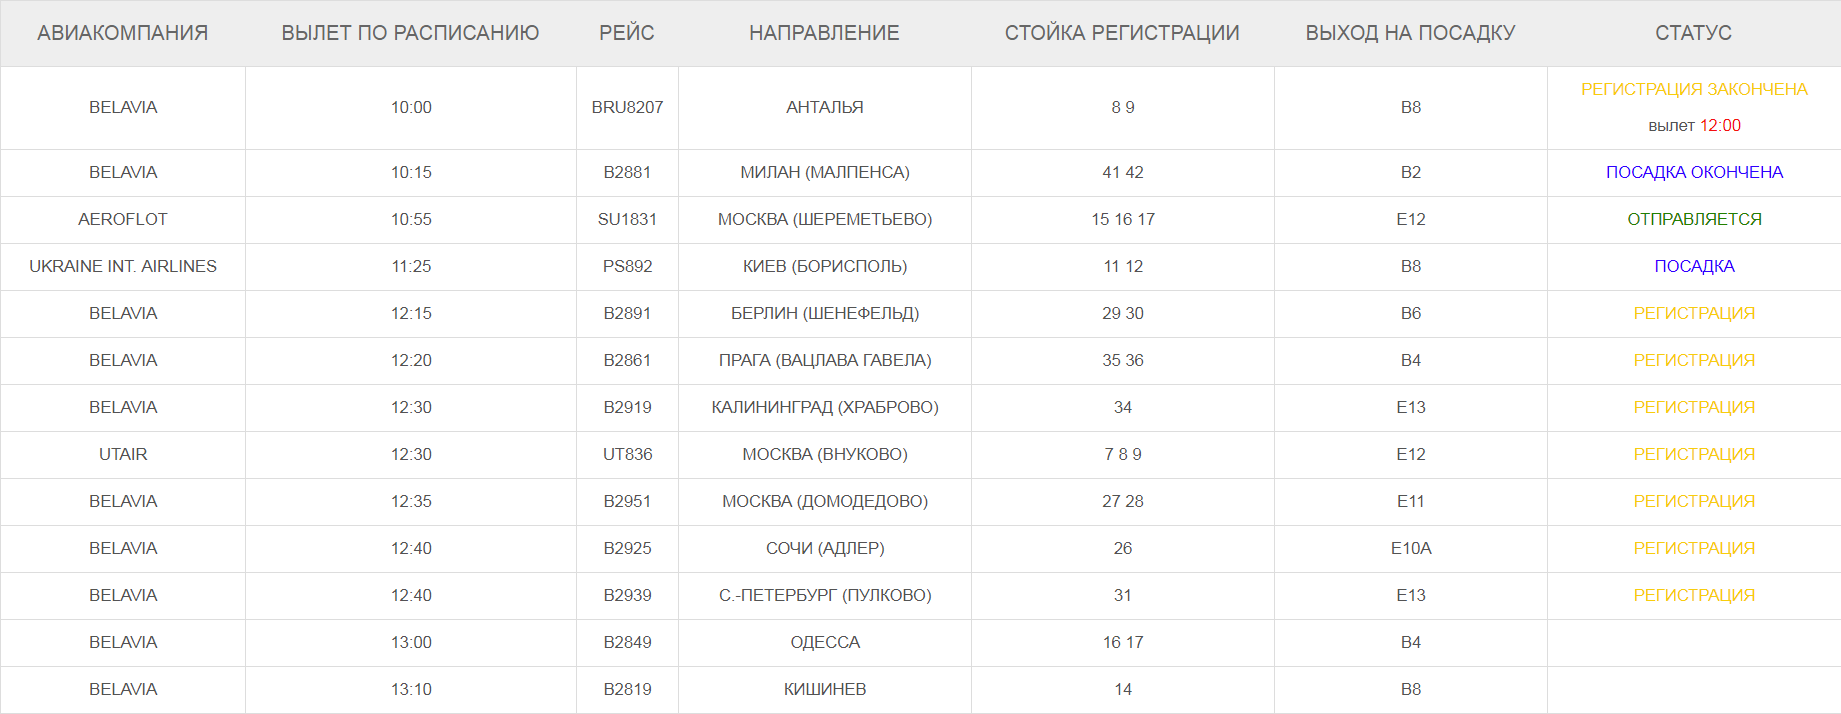 АВИАКОМПАНИЯ ВЫЛЕТ ПО РАСПИСАНИЮ РЕЙС НАПРАВЛЕНИЕ СТОЙКА РЕГИСТРАЦИИ ВЫХОД НА ПОСАДКУ СТАТУС
BELAVIA 10:00 BRU8207 АНТАЛЬЯ 8 9 B8 РЕГИСТРАЦИЯ ЗАКОНЧЕНА
вылет 12:00
BELAVIA 10:15 B2881 МИЛАН (МАЛПЕНСА) 41 42 B2 ПОСАДКА ОКОНЧЕНА
AEROFLOT 10:55 SU1831 МОСКВА (ШЕРЕМЕТЬЕВО) 15 16 17 E12 ОТПРАВЛЯЕТСЯ
UKRAINE INT. AIRLINES 11:25 PS892 КИЕВ (БОРИСПОЛЬ) 11 12 B8 ПОСАДКА
BELAVIA 12:15 B2891 БЕРЛИН (ШЕНЕФЕЛЬД) 29 30 B6 РЕГИСТРАЦИЯ
BELAVIA 12:20 B2861 ПРАГА (ВАЦЛАВА ГАВЕЛА) 35 36 B4 РЕГИСТРАЦИЯ
BELAVIA 12:30 B2919 КАЛИНИНГРАД (ХРАБРОВО) 34 E13 РЕГИСТРАЦИЯ
UTAIR 12:30 UT836 МОСКВА (ВНУКОВО) 7 8 9 E12 РЕГИСТРАЦИЯ
BELAVIA 12:35 B2951 МОСКВА (ДОМОДЕДОВО) 27 28 E11 РЕГИСТРАЦИЯ
BELAVIA 12:40 B2925 СОЧИ (АДЛЕР) 26 E10A РЕГИСТРАЦИЯ
BELAVIA 12:40 B2939 С.-ПЕТЕРБУРГ (ПУЛКОВО) 31 E13 РЕГИСТРАЦИЯ
BELAVIA 13:00 B2849 ОДЕССА 16 17 B4
BELAVIA 13:10 B2819 КИШИНЕВ 14 B8